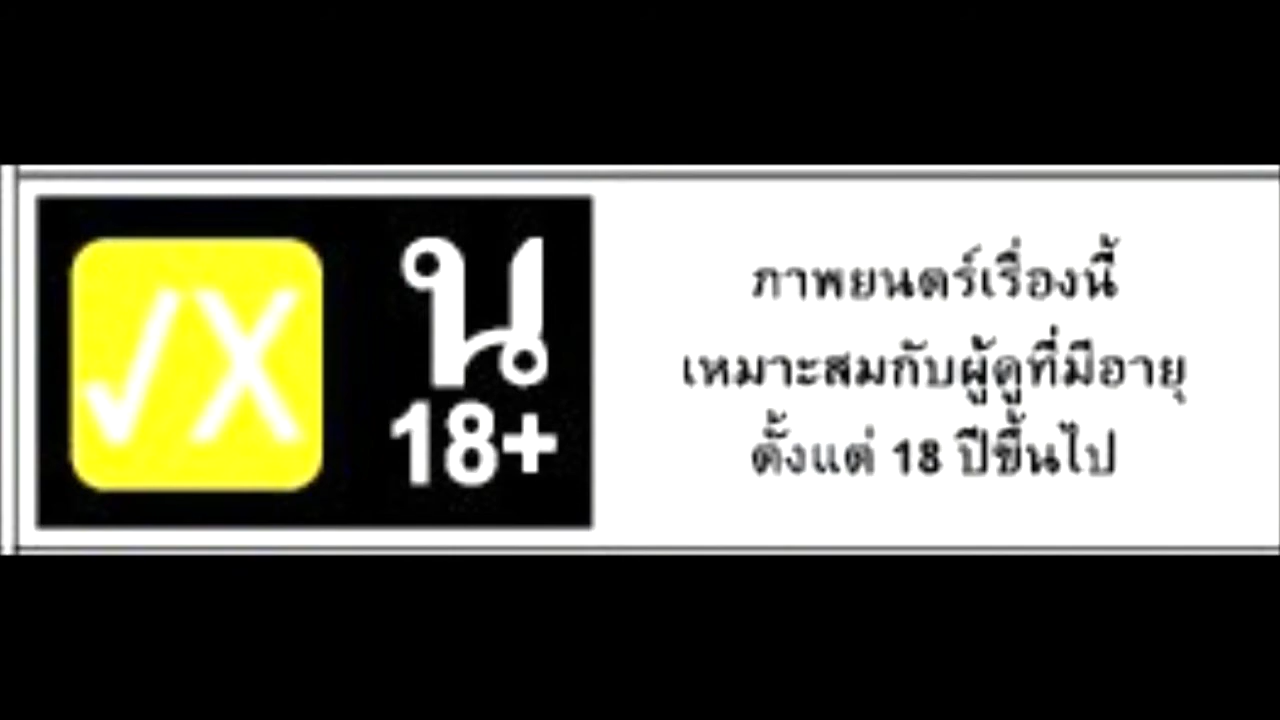 √X
น
18+
ภาพยนตร์เรื่องนี้
เหมาะสมกับผู้ดูที่มีอายุ
ตั้งแต่ 18 ปีขึ้นไป